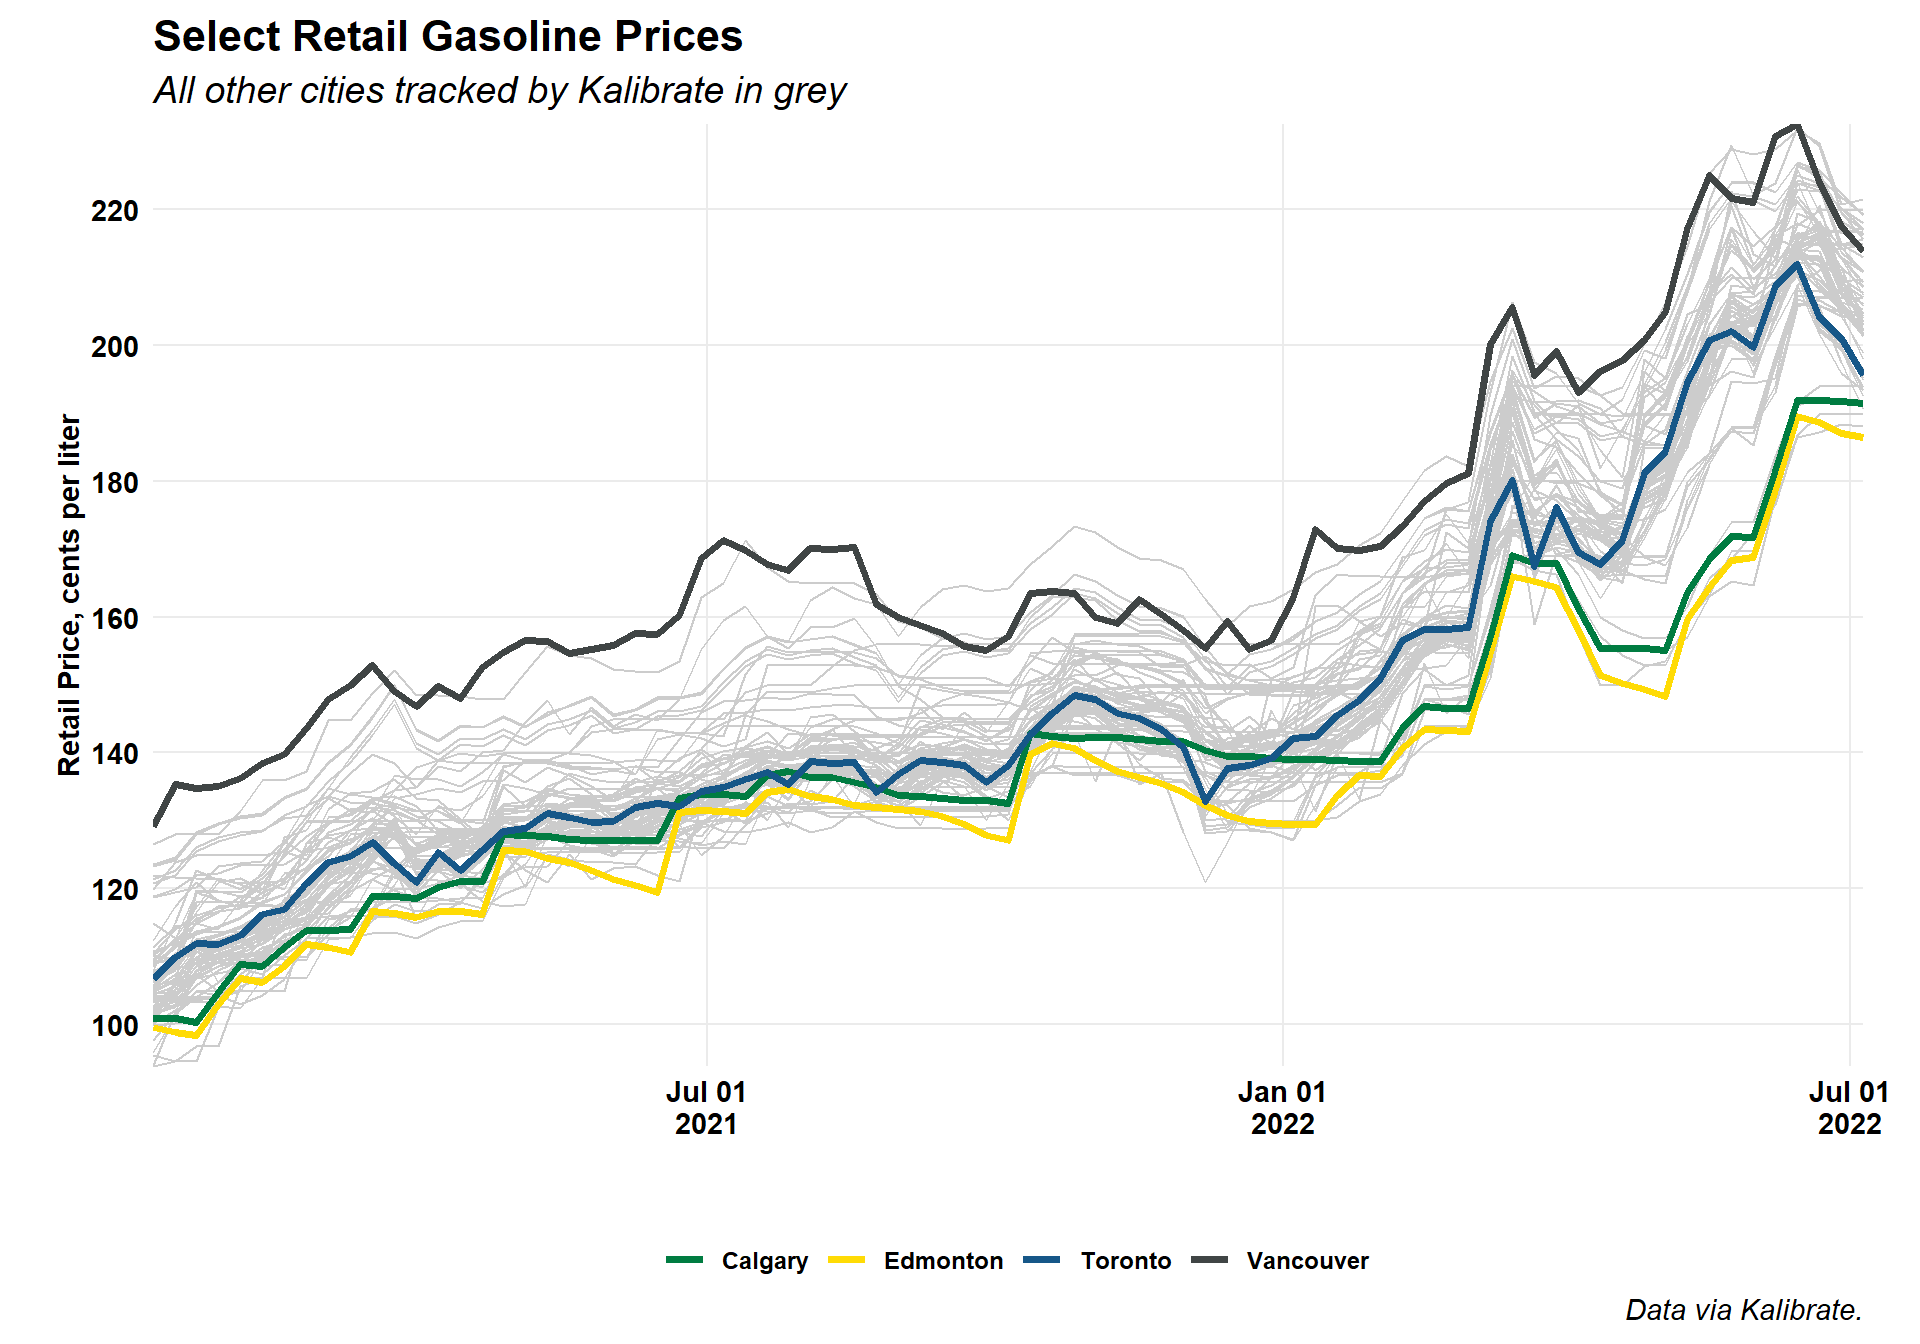 Select Retail Gasoline Prices
All other cities tracked by Kalibrate in grey
Retail Price, cents per liter
220
200
180
160
140
120
100
Jul 01
2021
Jan 01
2022
Jul 01
2022
Calgary
Edmonton
Toronto
Vancouver
Data via Kalibrate.